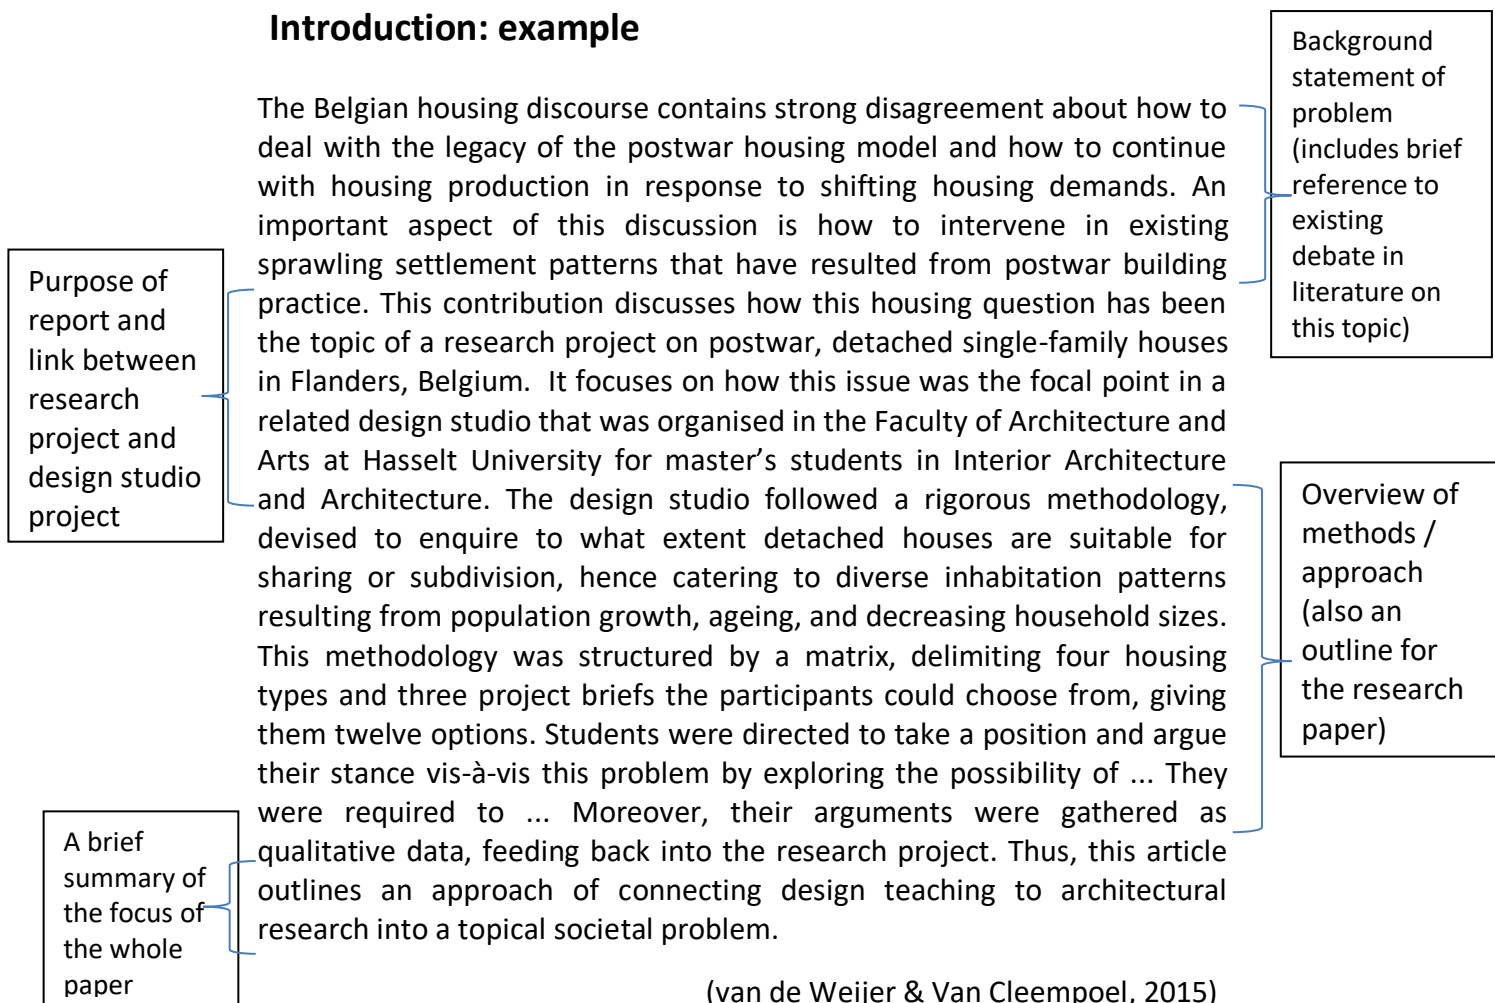 Introduction: example
Background
statement of
problem
(includes brief
reference to
existing
debate in
literature on
this topic)
The Belgian housing discourse contains strong disagreement about how to
deal with the legacy of the postwar housing model and how to continue
with housing production in response to shifting housing demands. An
important aspect of this discussion is how to intervene in existing
sprawling settlement patterns that have resulted from postwar building
practice. This contribution discusses how this housing question has been
the topic of a research project on postwar, detached single-family houses
in Flanders, Belgium. It focuses on how this issue was the focal point in a
related design studio that was organised in the Faculty of Architecture and
Arts at Hasselt University for master's students in Interior Architecture
and Architecture. The design studio followed a rigorous methodology,
devised to enquire to what extent detached houses are suitable for
sharing or subdivision, hence catering to diverse inhabitation patterns
resulting from population growth, ageing, and decreasing household sizes.
This methodology was structured by a matrix, delimiting four housing
types and three project briefs the participants could choose from, giving
them twelve options. Students were directed to take a position and argue
their stance vis-à-vis this problem by exploring the possibility of ... They
were required to ... Moreover, their arguments were gathered as
qualitative data, feeding back into the research project. Thus, this article
outlines an approach of connecting design teaching to architectural
research into a topical societal problem.
Purpose of
report and
link between
research
project and
design studio
project
Overview of
methods /
approach
(also an
outline for
the research
paper)
A brief
summary of
the focus of
the whole
paper
(van de Weijer & Van Cleempoel, 2015)